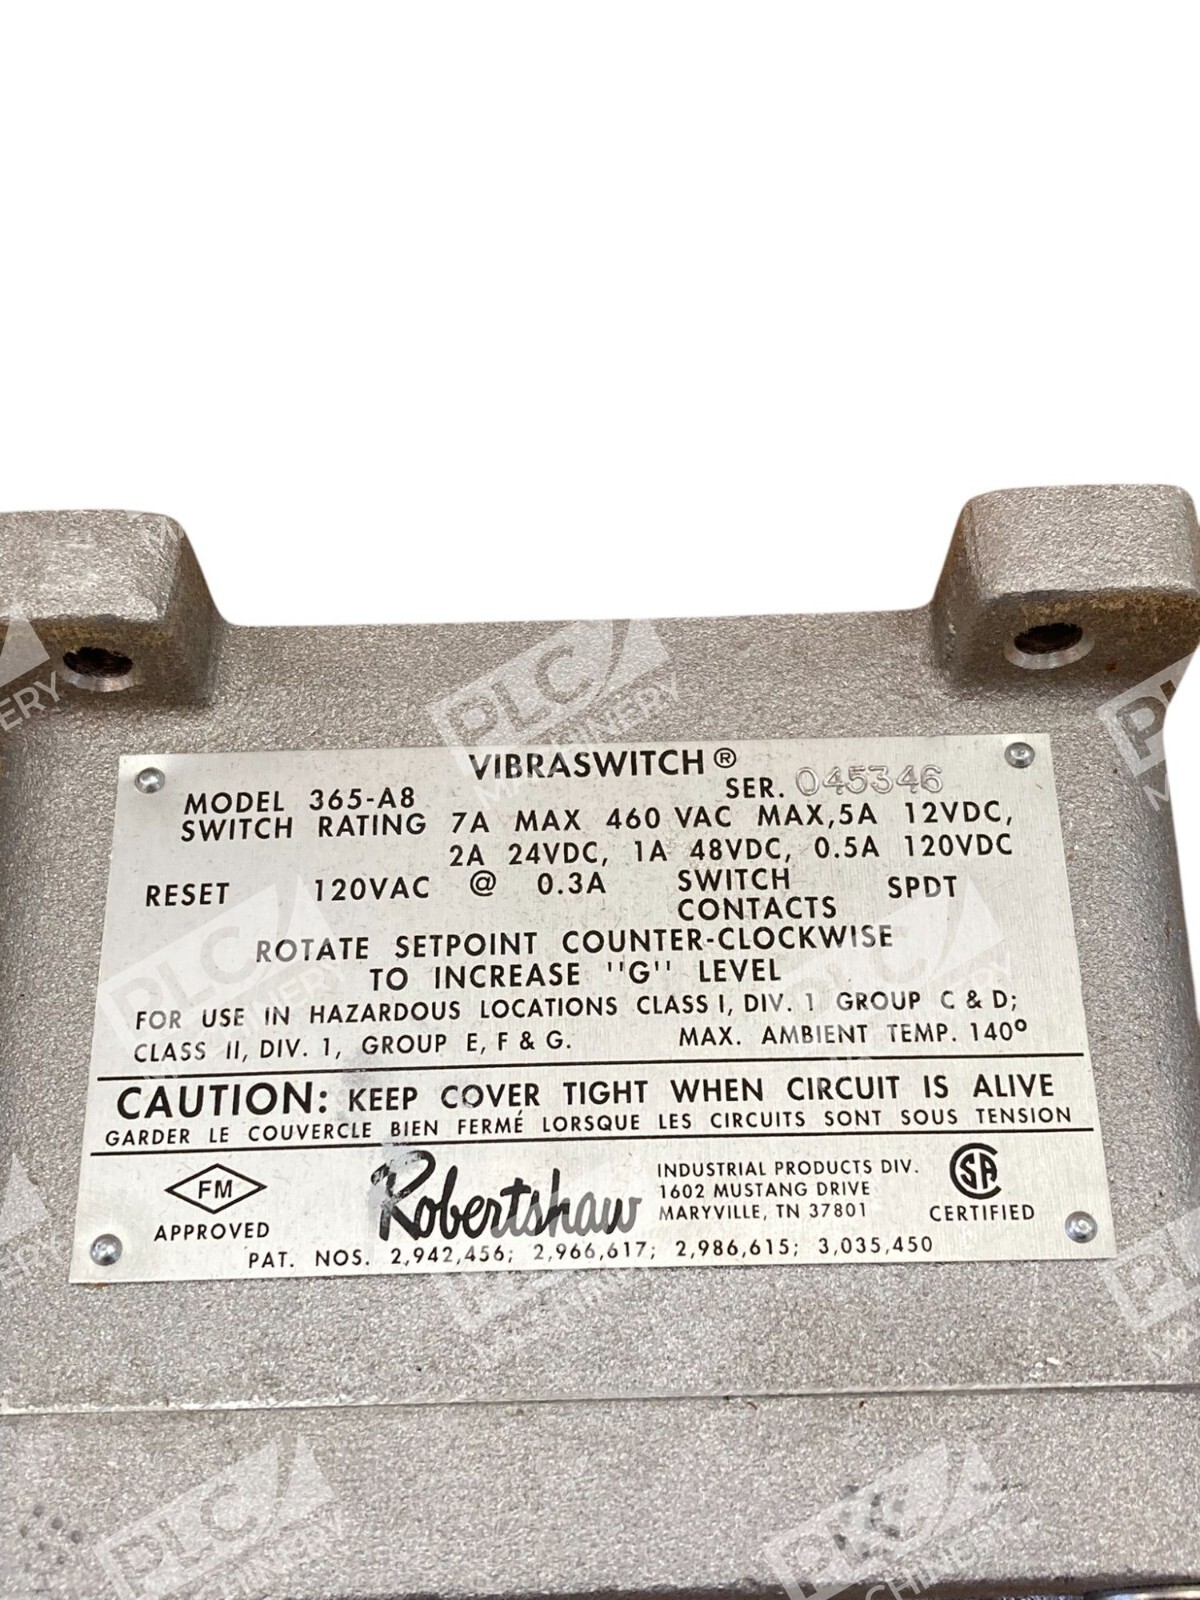 VIBRASWITCH®
MODEL 365-A8 SER. 045346
SWITCH RATING 7A MAX 460 VAC MAX, 5A 12VDC,
2A 24VDC, 1A 48VDC, 0.5A 120VDC
RESET 120VAC @ 0.3A SWITCH CONTACTS SPDT
ROTATE SETPOINT COUNTER-CLOCKWISE
TO INCREASE "G" LEVEL
FOR USE IN HAZARDOUS LOCATIONS CLASS I, DIV. 1 GROUP C & D;
CLASS II, DIV. 1, GROUP E, F & G. MAX. AMBIENT TEMP. 140°
CAUTION: KEEP COVER TIGHT WHEN CIRCUIT IS ALIVE
GARDER LE COUVERCLE BIEN FERMÉ LORSQUE LES CIRCUITS SONT SOUS TENSION
FM
APPROVED
Robertshaw
INDUSTRIAL PRODUCTS DIV.
1602 MUSTANG DRIVE
MARYVILLE, TN 37801
SA
CERTIFIED
PAT. NOS. 2,942,456; 2,966,617; 2,986,615; 3,035,450
PLC
MACHINERY